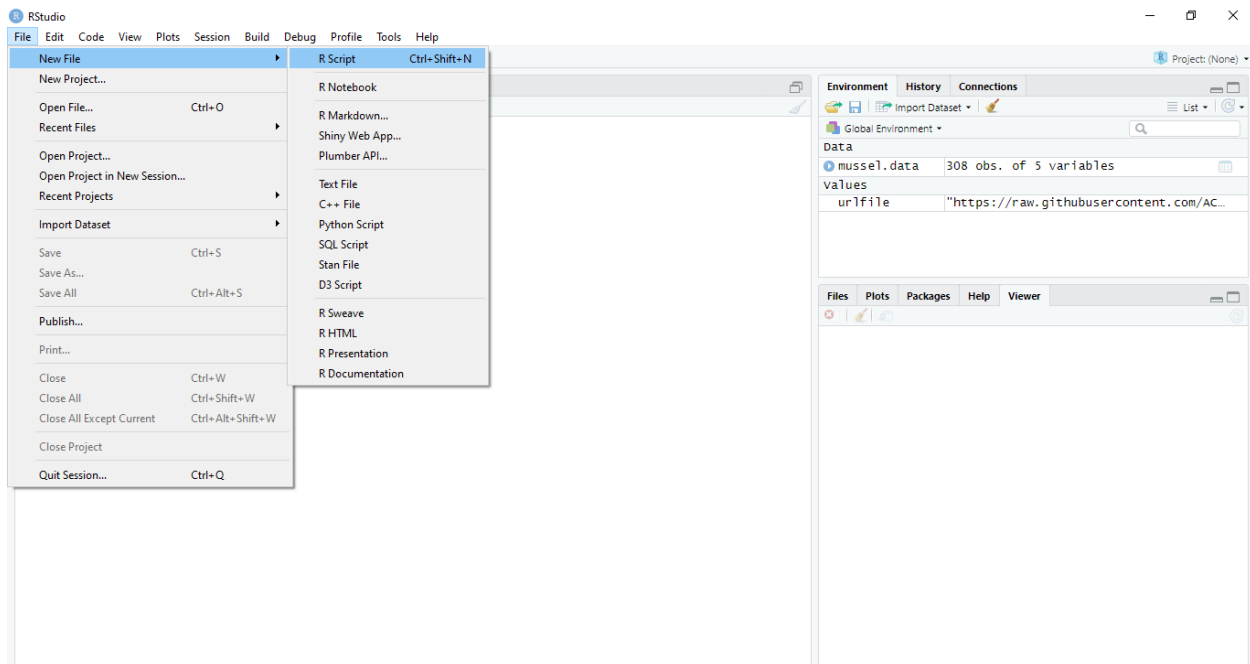 RStudio
File Edit Code View Plots Session Build Debug Profile Tools Help
New File
New Project...
Open File... Ctrl+O
Recent Files
Open Project...
Open Project in New Session...
Recent Projects
Import Dataset
Save Ctrl+S
Save As...
Save All Ctrl+Alt+S
Publish...
Print...
Close Ctrl+W
Close All Ctrl+Shift+W
Close All Except Current Ctrl+Alt+Shift+W
Close Project
Quit Session... Ctrl+Q
R Script Ctrl+Shift+N
R Notebook
R Markdown...
Shiny Web App...
Plumber API...
Text File
C++ File
Python Script
SQL Script
Stan File
D3 Script
R Sweave
R HTML
R Presentation
R Documentation
Project: (None)
Environment History Connections
Import Dataset List
Global Environment
Data
mussel.data 308 obs. of 5 variables
Values
urlfile "https://raw.githubusercontent.com/AC…
Files Plots Packages Help Viewer